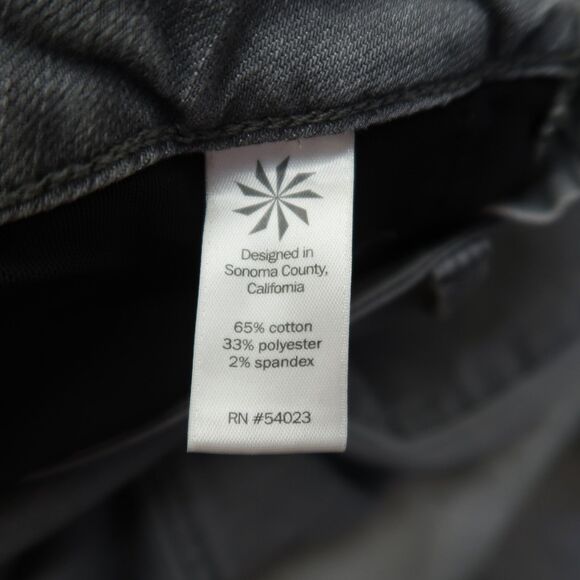 Designed in
Sonoma County,
California
65% cotton
33% polyester
2% spandex
RN #54023